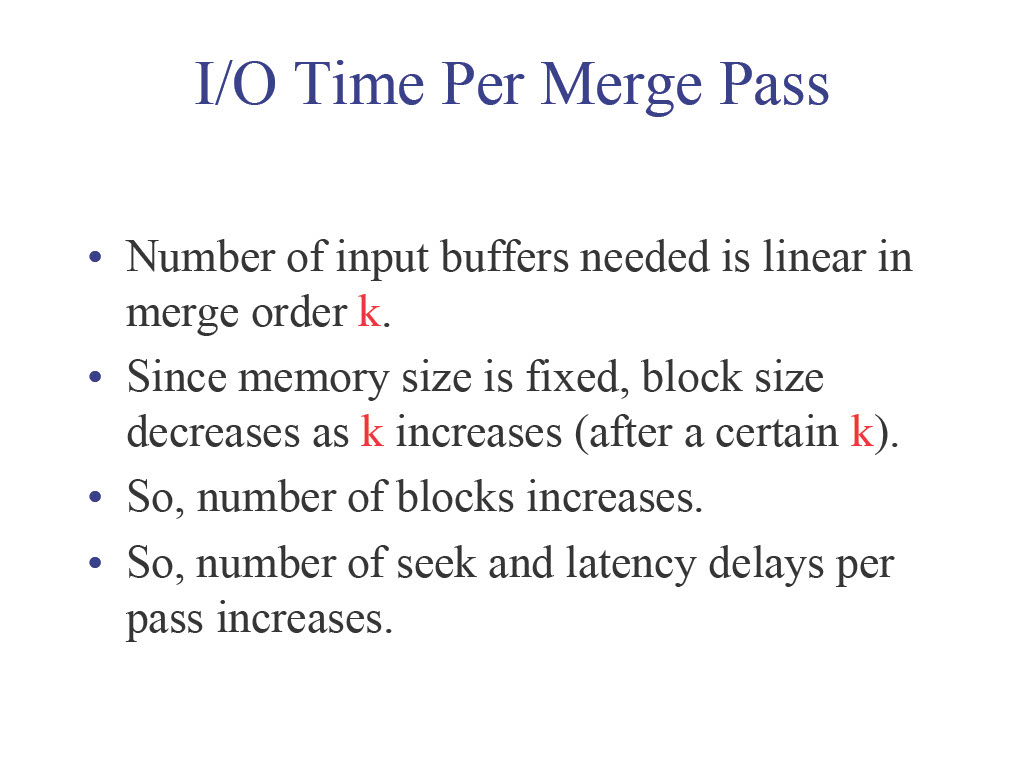 I/O Time Per Merge Pass
• Number of input buffers needed is linear in
merge order k.
• Since memory size is fixed, block size
decreases as k increases (after a certain k).
• So, number of blocks increases.
• So, number of seek and latency delays per
pass increases.